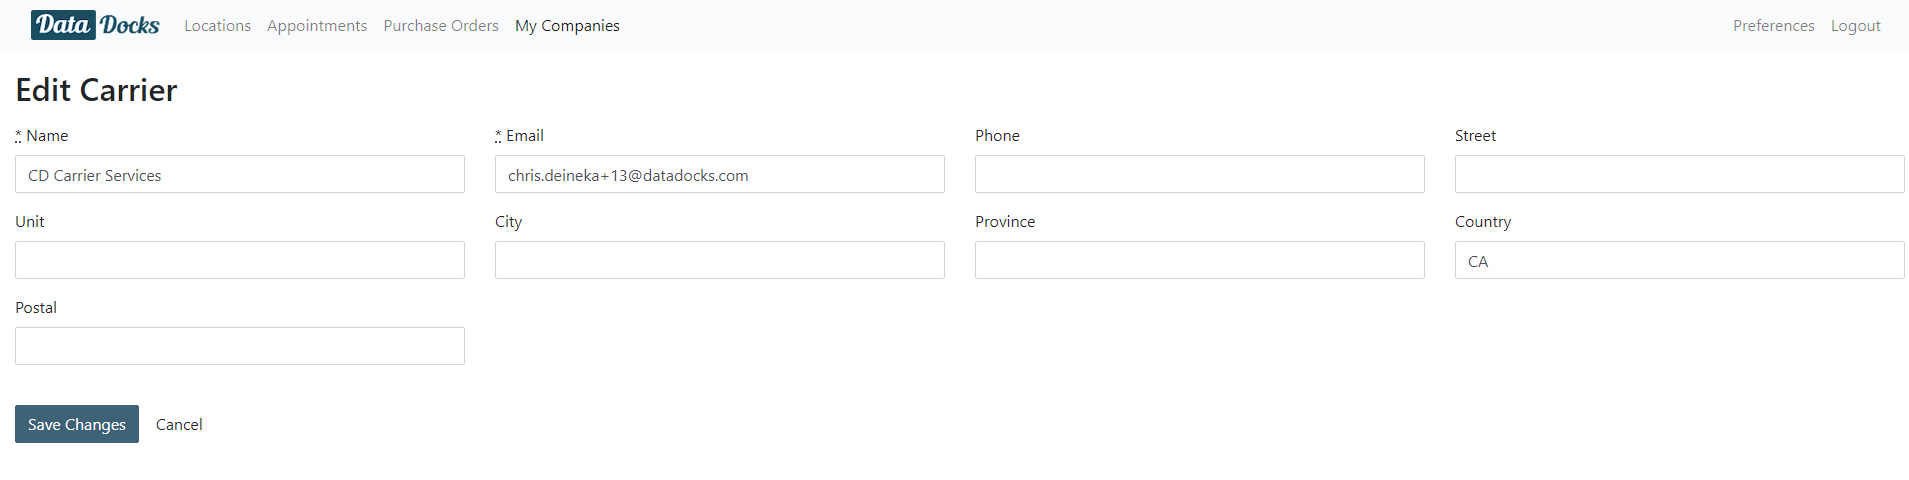 Data Docks Locations Appointments Purchase Orders My Companies Preferences Logout
Edit Carrier
* Name * Email Phone Street
CD Carrier Services chris.deineka+13@datadocks.com
Unit City Province Country
CA
Postal
Save Changes Cancel